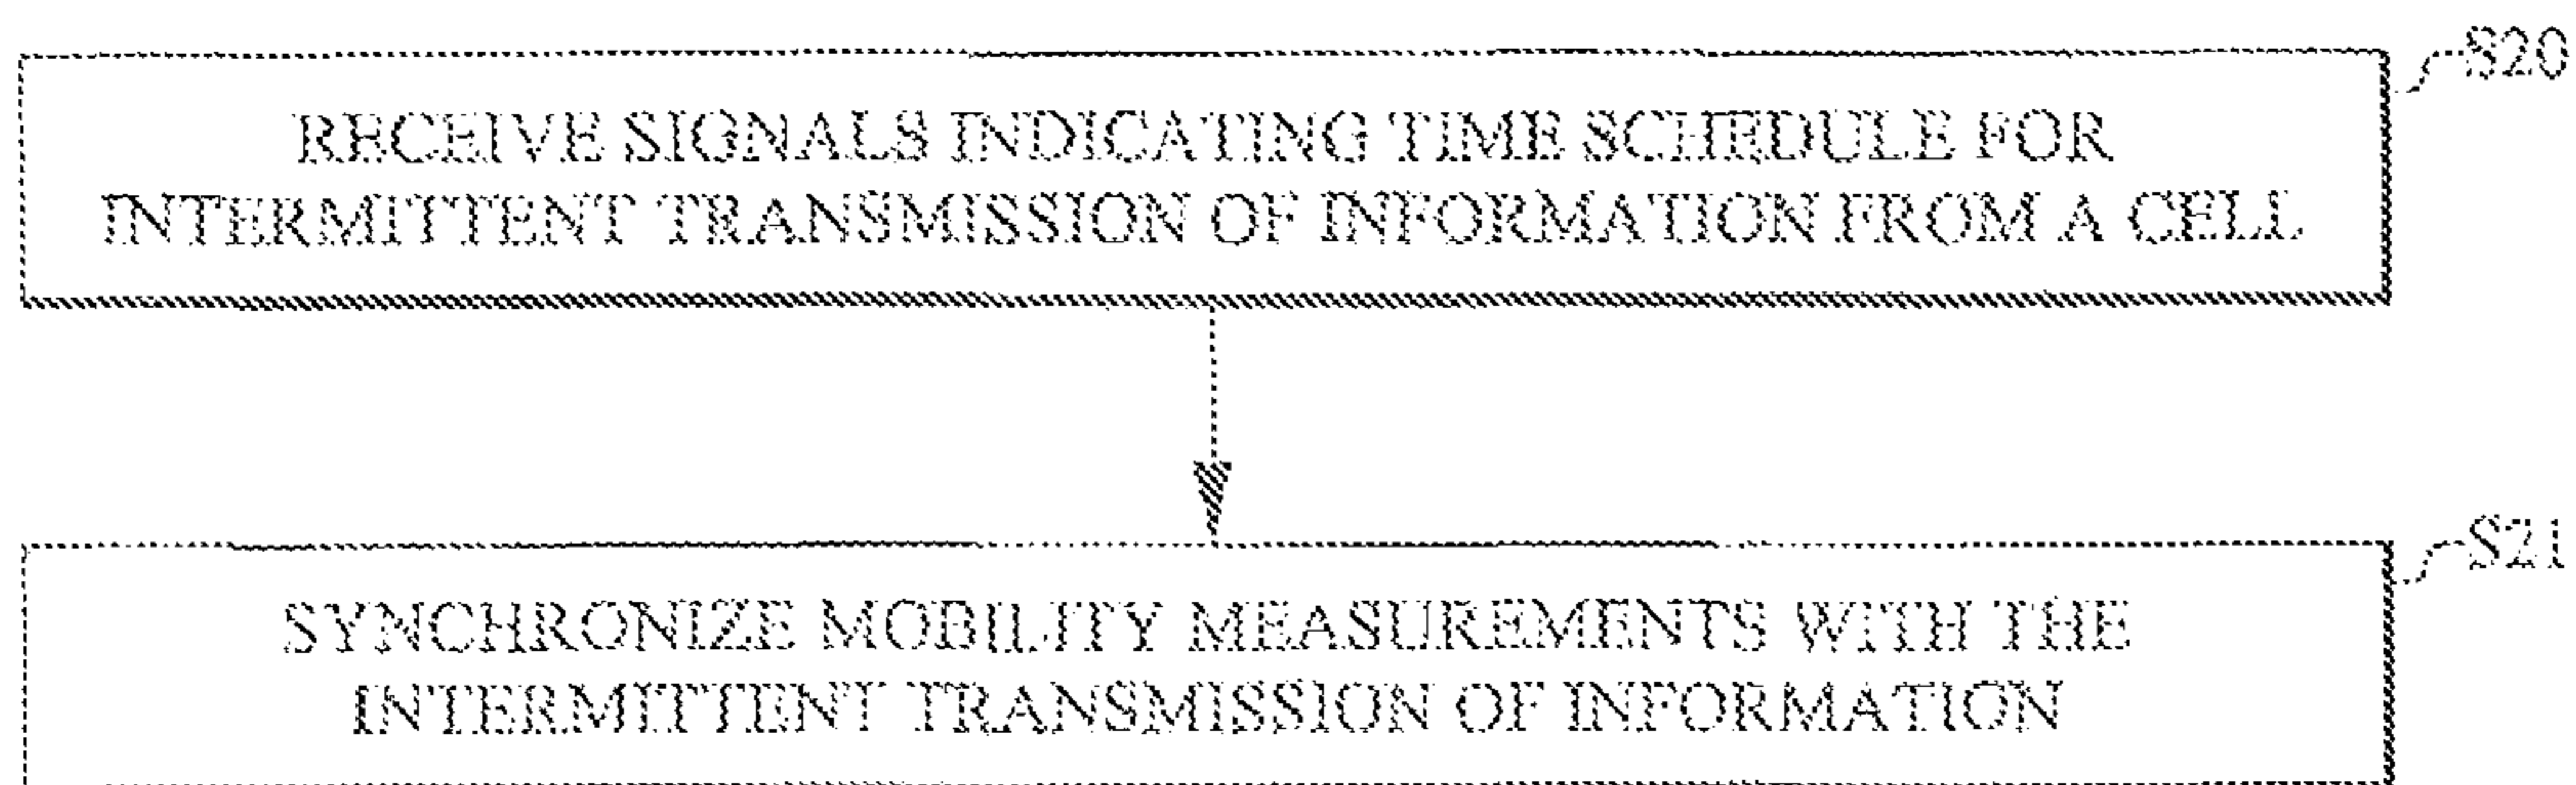 S20
RECEIVE SIGNALS INDICATING TIME SCHEDULE FOR
INTERMITTENT TRANSMISSION OF INFORMATION FROM A CELL
S21
SYNCHRONIZE MOBILITY MEASUREMENTS WITH THE
INTERMITTENT TRANSMISSION OF INFORMATION